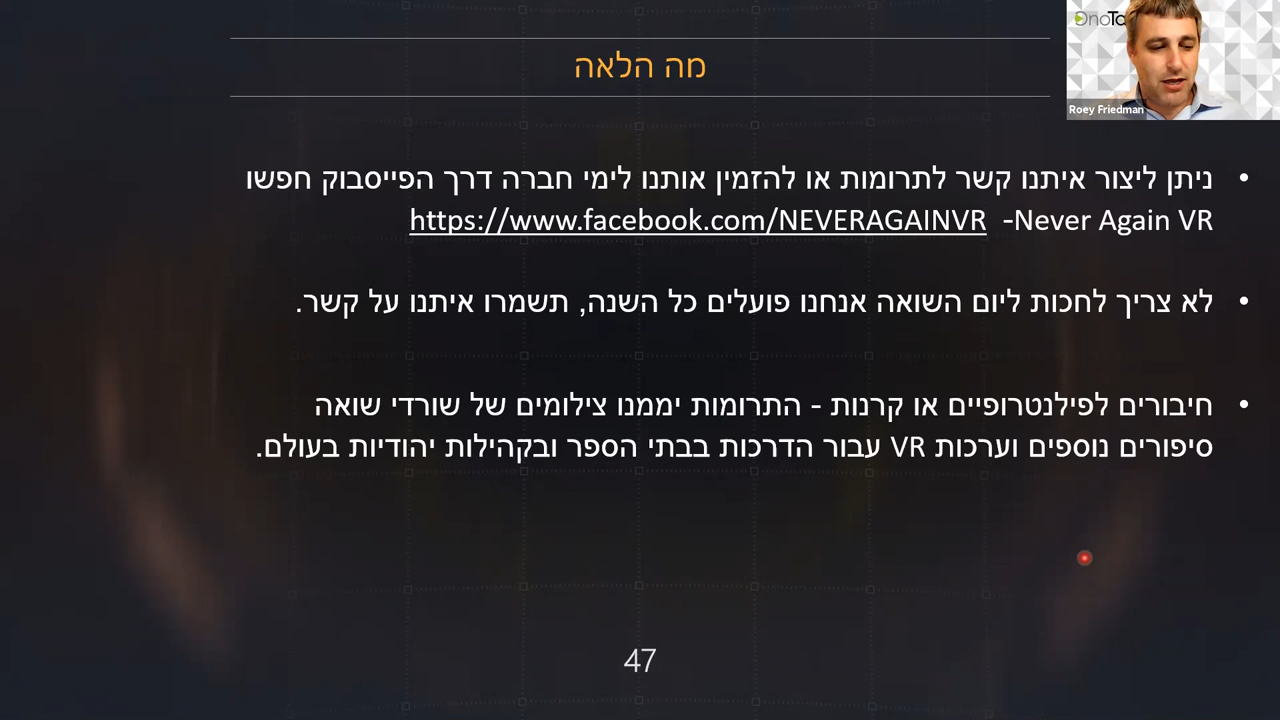 מה הלאה
OnoTo
Roey Friedman
• ניתן ליצור איתנו קשר לתרומות או להזמין אותנו לימי חברה דרך הפייסבוק חפשו
Never Again VR- https://www.facebook.com/NEVERAGAINVR
• לא צריך לחכות ליום השואה אנחנו פועלים כל השנה, תשמרו איתנו על קשר.
• חיבורים לפילנטרופיים או קרנות - התרומות יממנו צילומים של שורדי שואה
סיפורים נוספים וערכות VR עבור הדרכות בבתי הספר ובקהילות יהודיות בעולם.
47